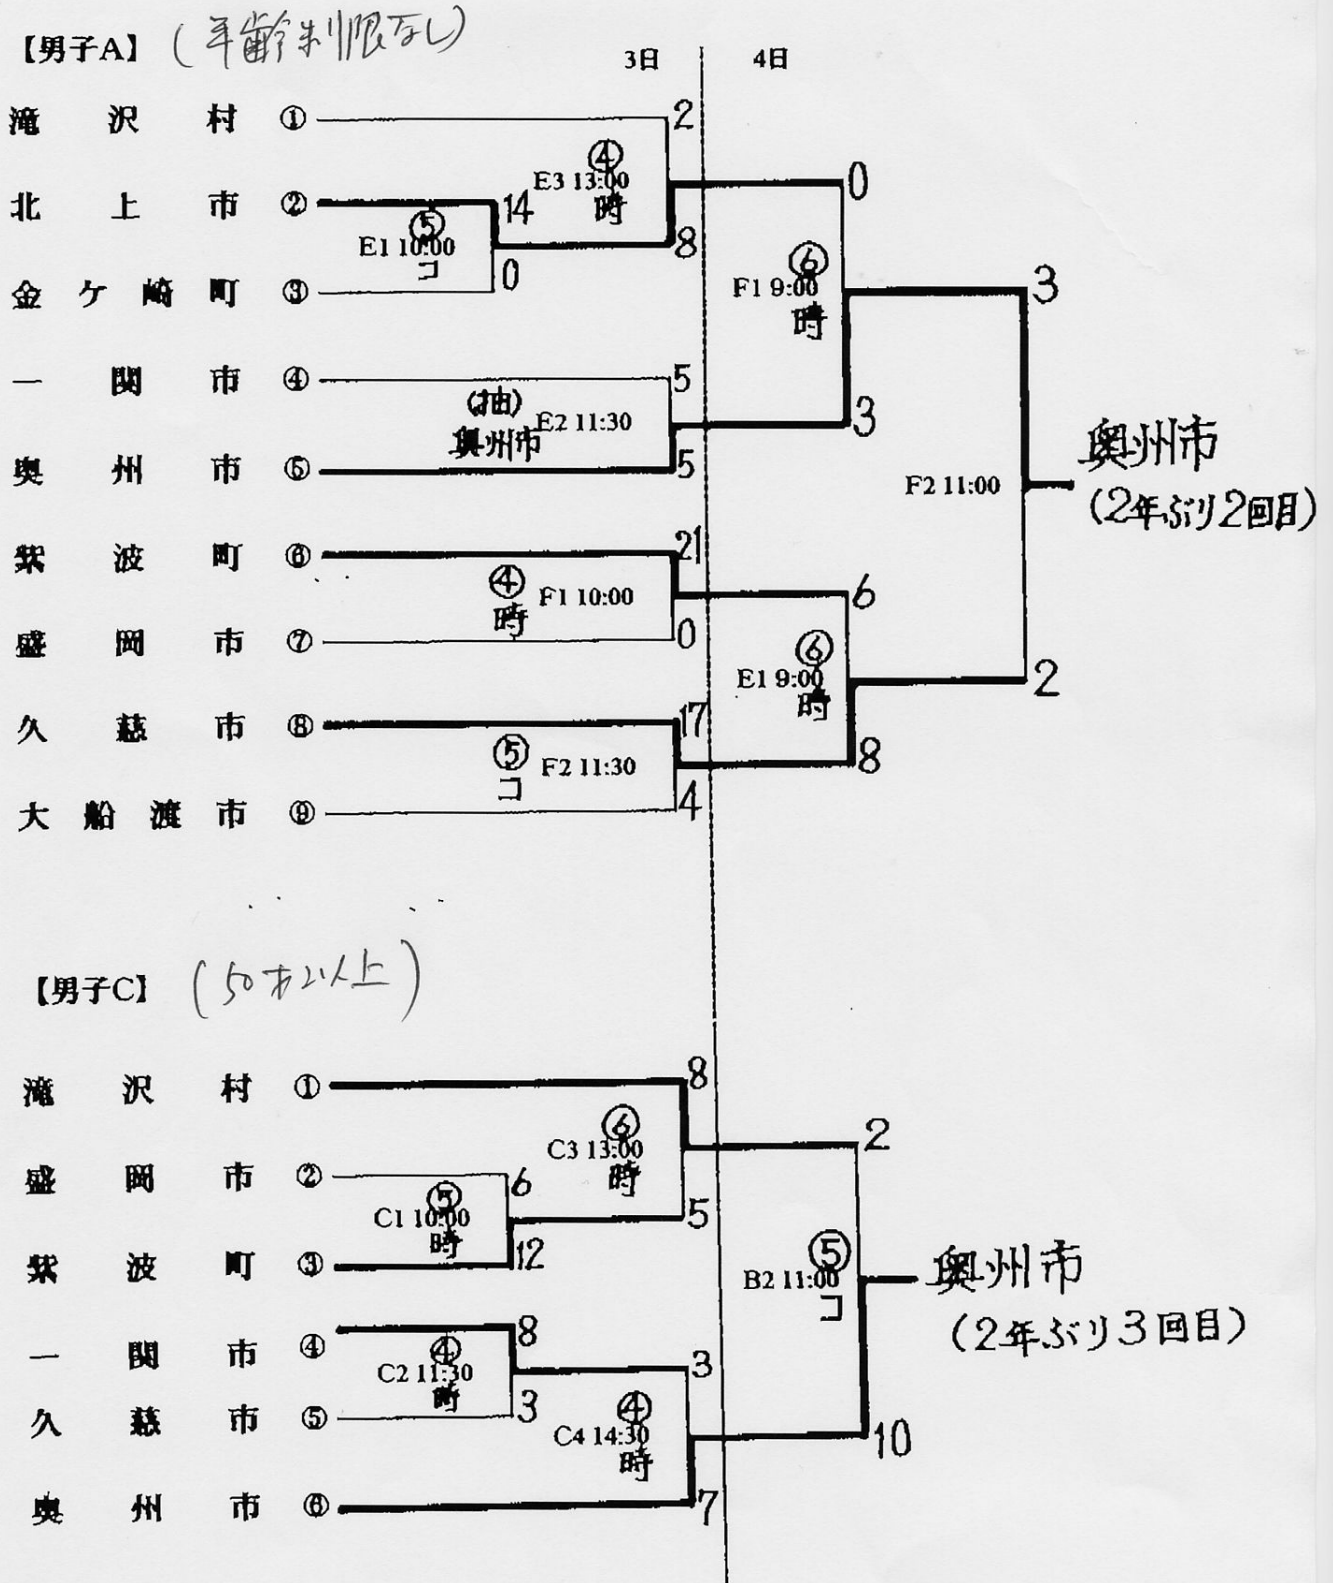 【男子A】 (年齢制限なし)
3日 4日
滝沢村 ① 2
④
E3 13:00
時
0
北上市 ② 14
⑤
E1 10:00
コ
8
金ケ崎町 ③ 0
⑥
F1 9:00
時
3
一関市 ④ 5
(抽)
奥州市
E2 11:30
3
奥州市 ⑤ 5
F2 11:00
奥州市
(2年ぶり2回目)
紫波町 ⑥ 21
④
F1 10:00
時
6
盛岡市 ⑦ 0
⑥
E1 9:00
時
2
久慈市 ⑧ 17
⑤
F2 11:30
コ
8
大船渡市 ⑨ 4
【男子C】 (50才以上)
滝沢村 ① 8
⑥
C3 13:00
時
2
盛岡市 ② 6
⑤
C1 10:00
時
5
紫波町 ③ 12
⑤
B2 11:00
コ
奥州市
(2年ぶり3回目)
一関市 ④ 8
④
C2 11:30
時
3
久慈市 ⑤ 3
④
C4 14:30
時
10
奥州市 ⑥ 7